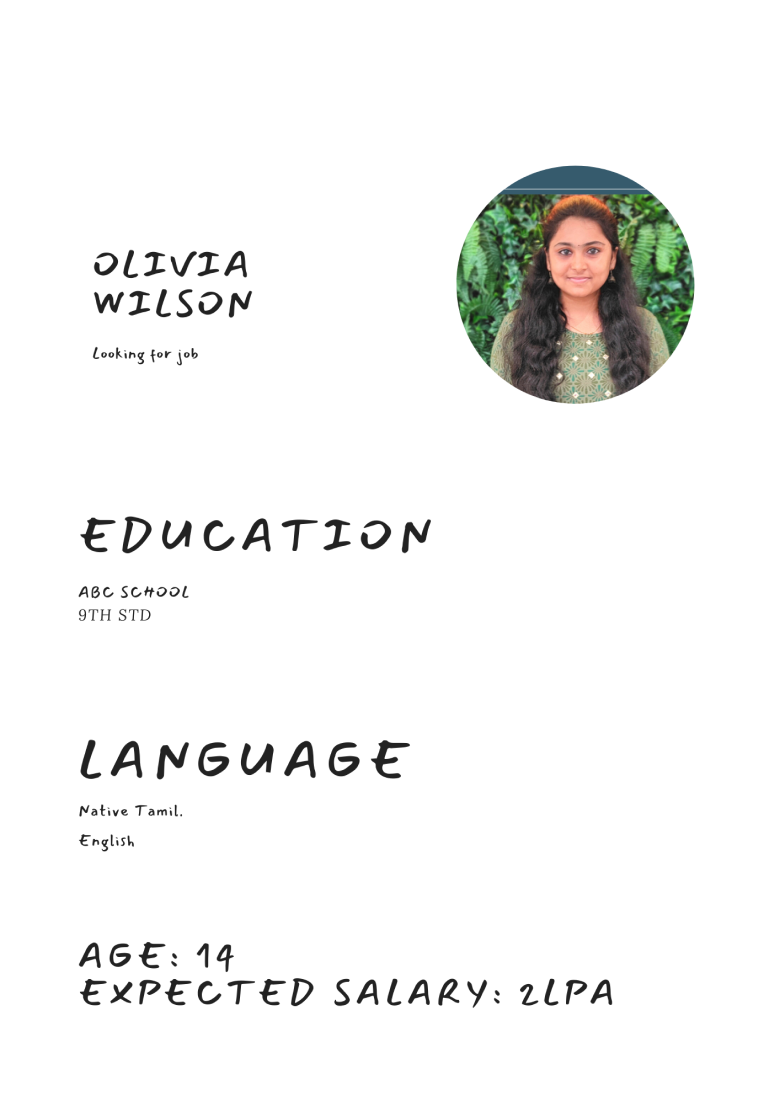 OLIVIA
WILSON
Looking for job
EDUCATION
ABC SCHOOL
9TH STD
LANGUAGE
Native Tamil.
English
AGE: 14
EXPECTED SALARY: 2LPA